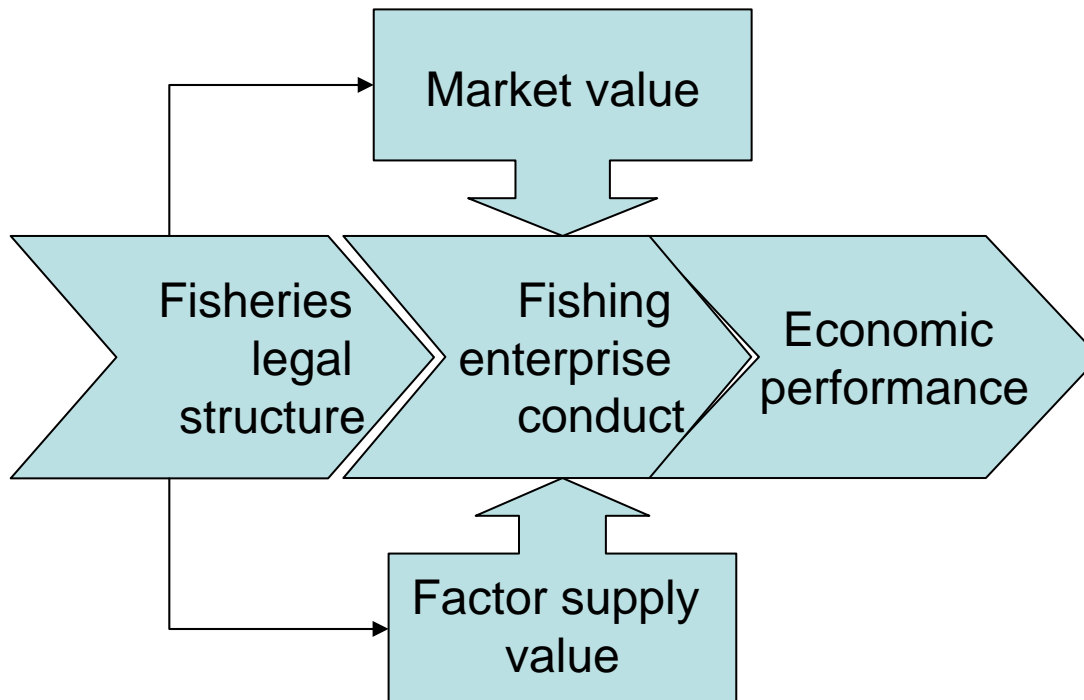 Market value
Fisheries
legal
structure
Fishing
enterprise
conduct
Economic
performance
Factor supply
value